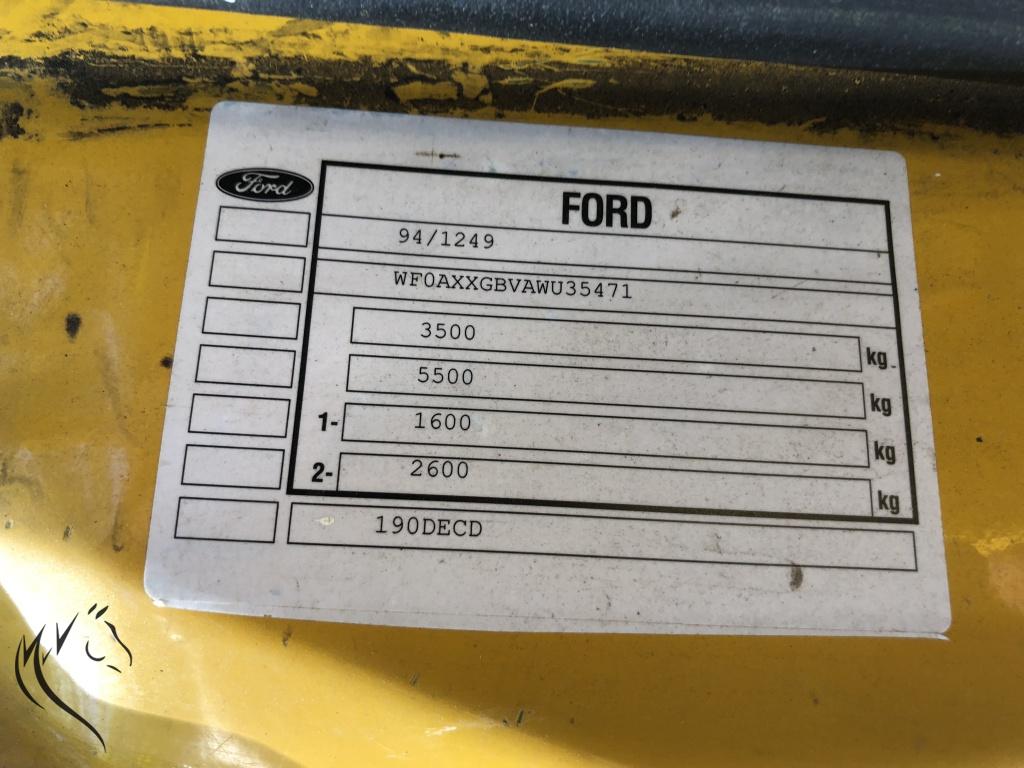 Ford
FORD
94/1249
WF0AXXGBVAWU35471
3500 kg
5500 kg
1- 1600 kg
2- 2600 kg
190DECD